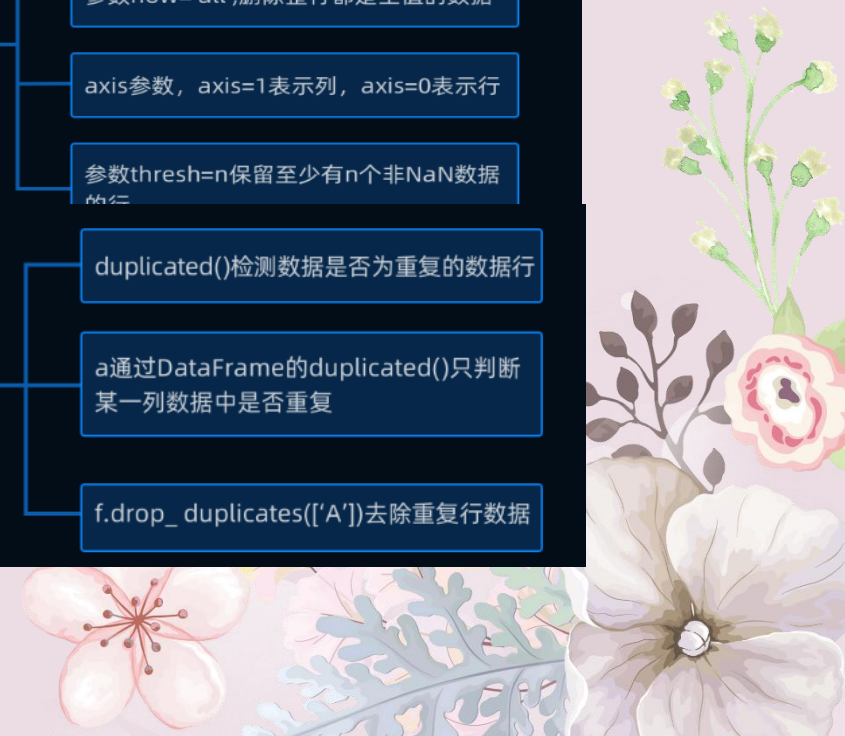 axis参数，axis=1表示列，axis=0表示行
参数thresh=n保留至少有n个非NaN数据
的行
duplicated()检测数据是否为重复的数据行
a通过DataFrame的duplicated()只判断
某一列数据中是否重复
f.drop_ duplicates([‘A’])去除重复行数据